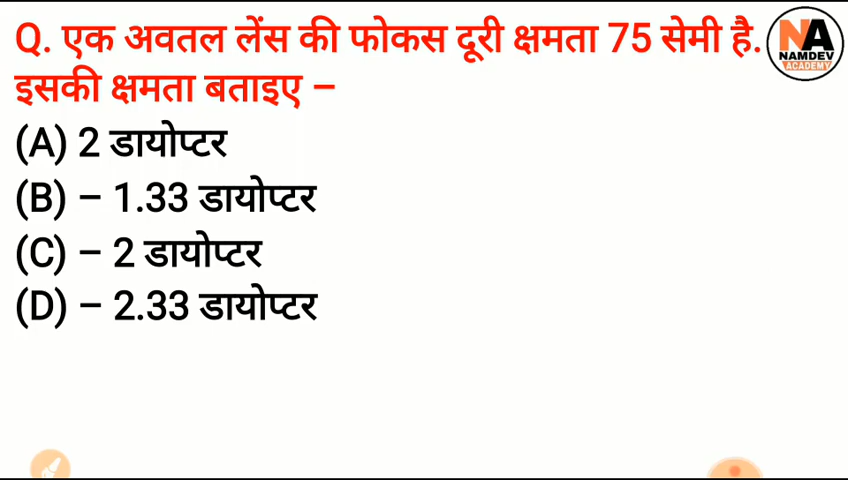 Q. एक अवतल लेंस की फोकस दूरी क्षमता 75 सेमी है.
इसकी क्षमता बताइए –
(A) 2 डायोप्टर
(B) – 1.33 डायोप्टर
(C) – 2 डायोप्टर
(D) – 2.33 डायोप्टर
NA
NAMDEV
ACADEMY